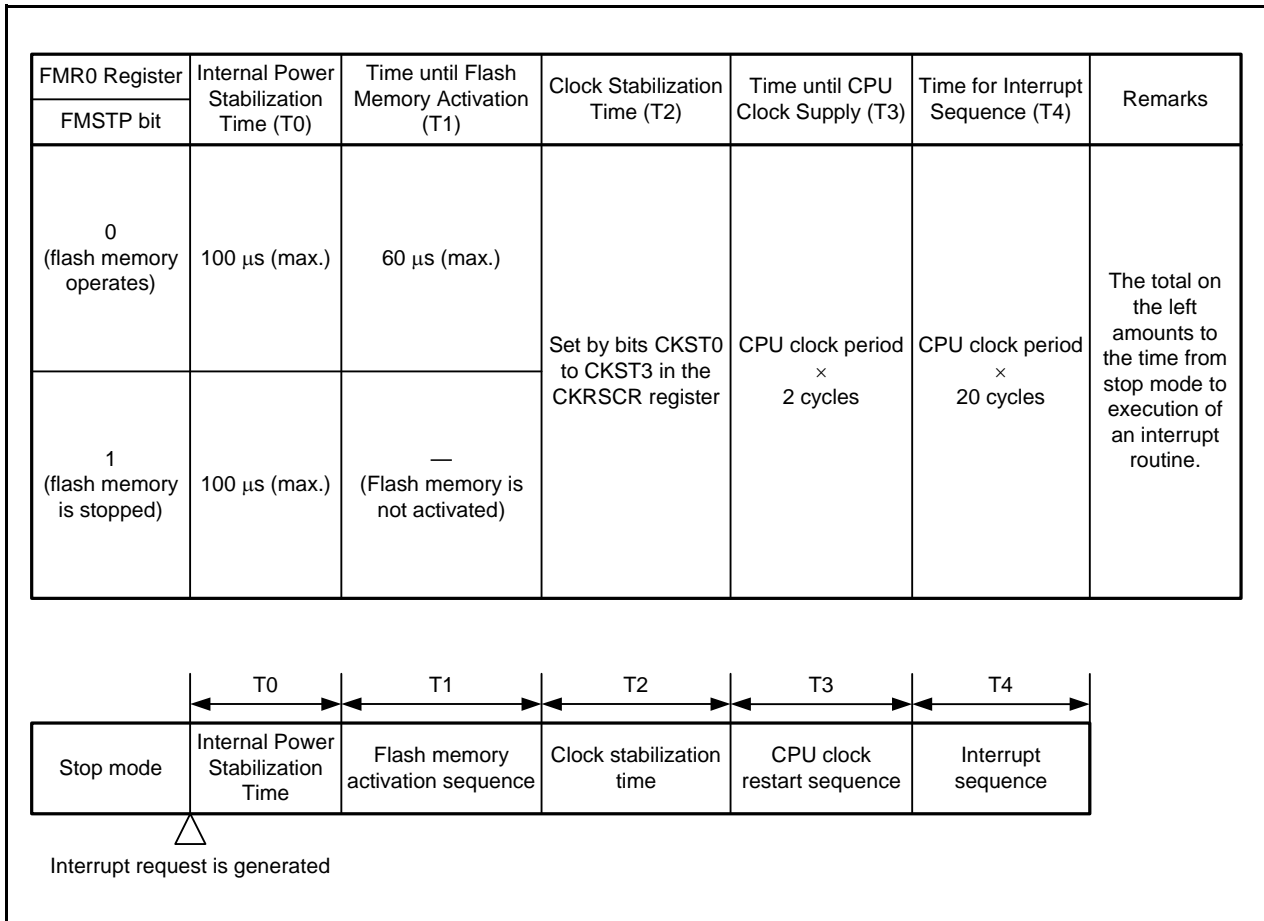 FMR0 Register
FMSTP bit
Internal Power
Stabilization
Time (T0)
Time until Flash
Memory Activation
(T1)
Clock Stabilization
Time (T2)
Time until CPU
Clock Supply (T3)
Time for Interrupt
Sequence (T4)
Remarks
0
(flash memory
operates)
100 μs (max.)
60 μs (max.)
1
(flash memory
is stopped)
100 μs (max.)
—
(Flash memory is
not activated)
Set by bits CKST0
to CKST3 in the
CKRSCR register
CPU clock period
×
2 cycles
CPU clock period
×
20 cycles
The total on
the left
amounts to
the time from
stop mode to
execution of
an interrupt
routine.
T0
T1
T2
T3
T4
Stop mode
Internal Power
Stabilization
Time
Flash memory
activation sequence
Clock stabilization
time
CPU clock
restart sequence
Interrupt
sequence
Interrupt request is generated